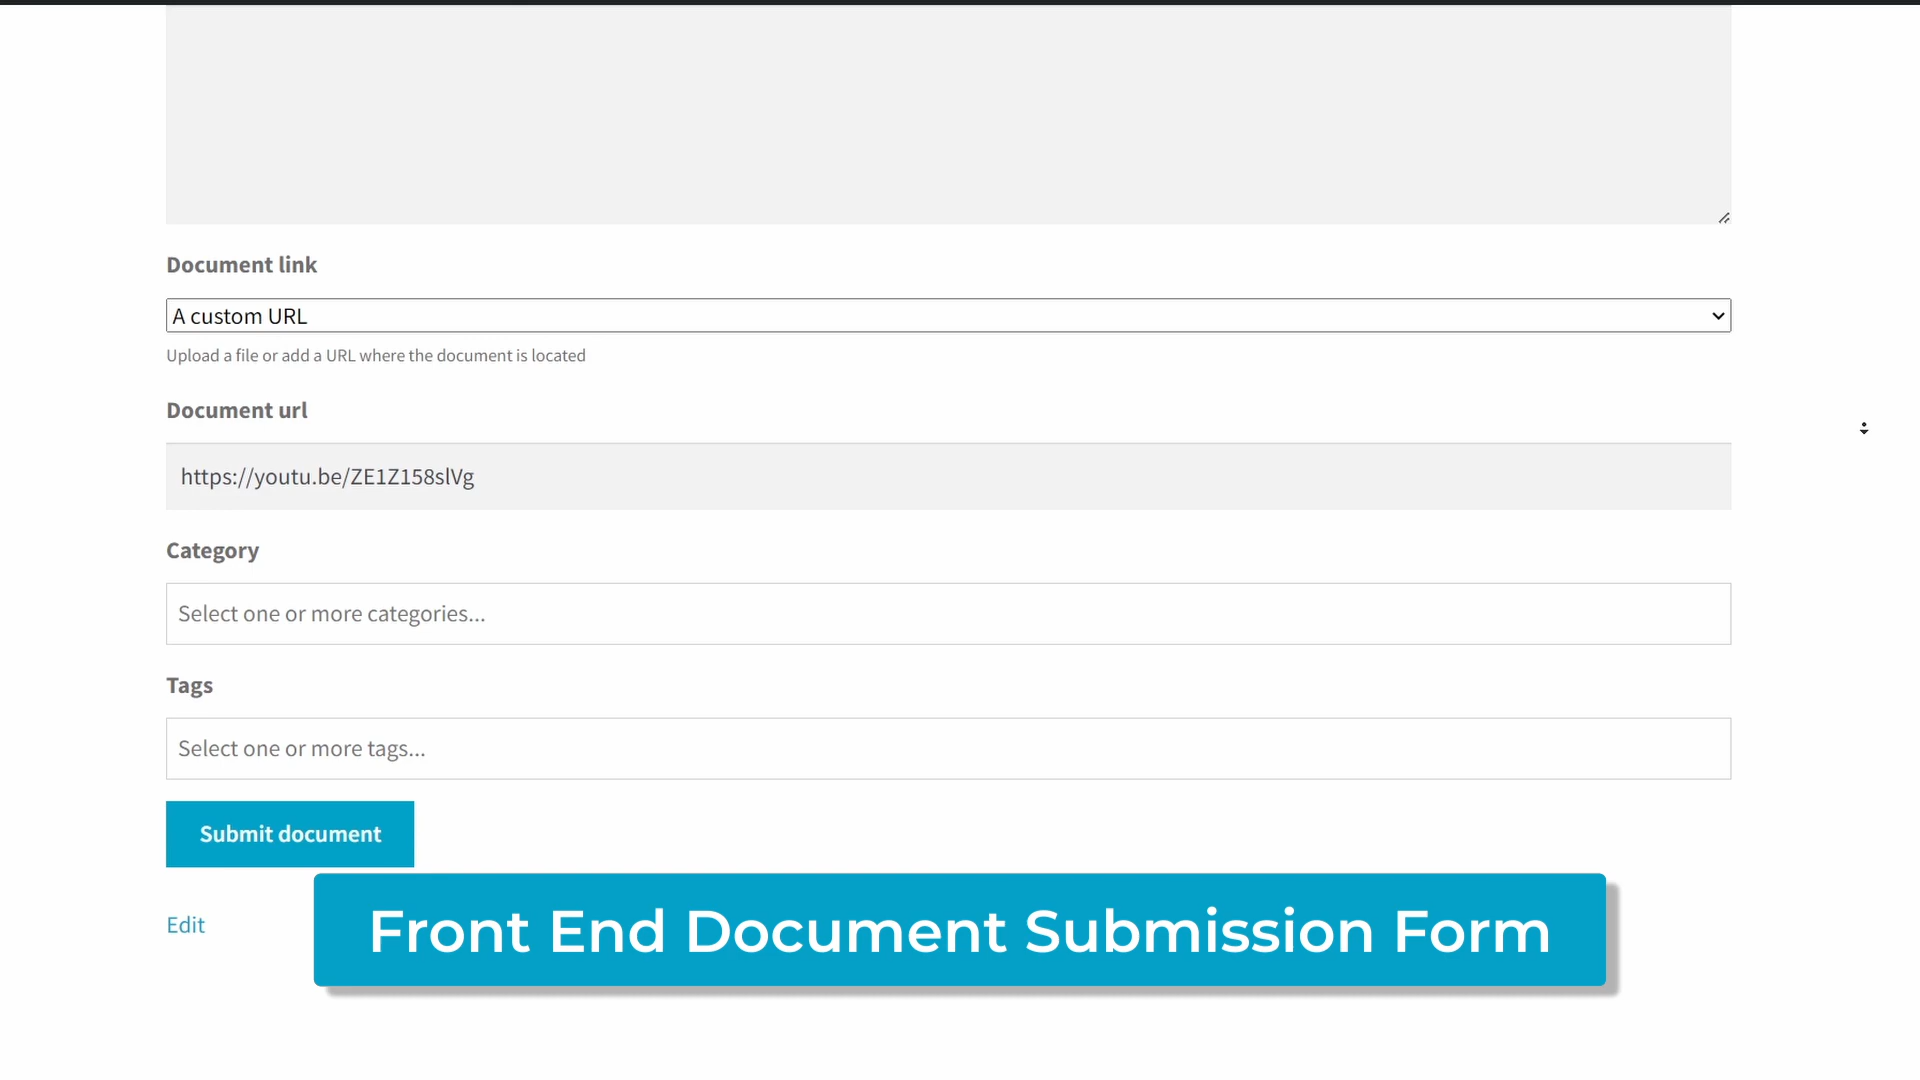 Document link
A custom URL
Upload a file or add a URL where the document is located
Document url
https://youtu.be/ZE1Z158slVg
Category
Select one or more categories...
Tags
Select one or more tags...
Submit document
Edit
Front End Document Submission Form